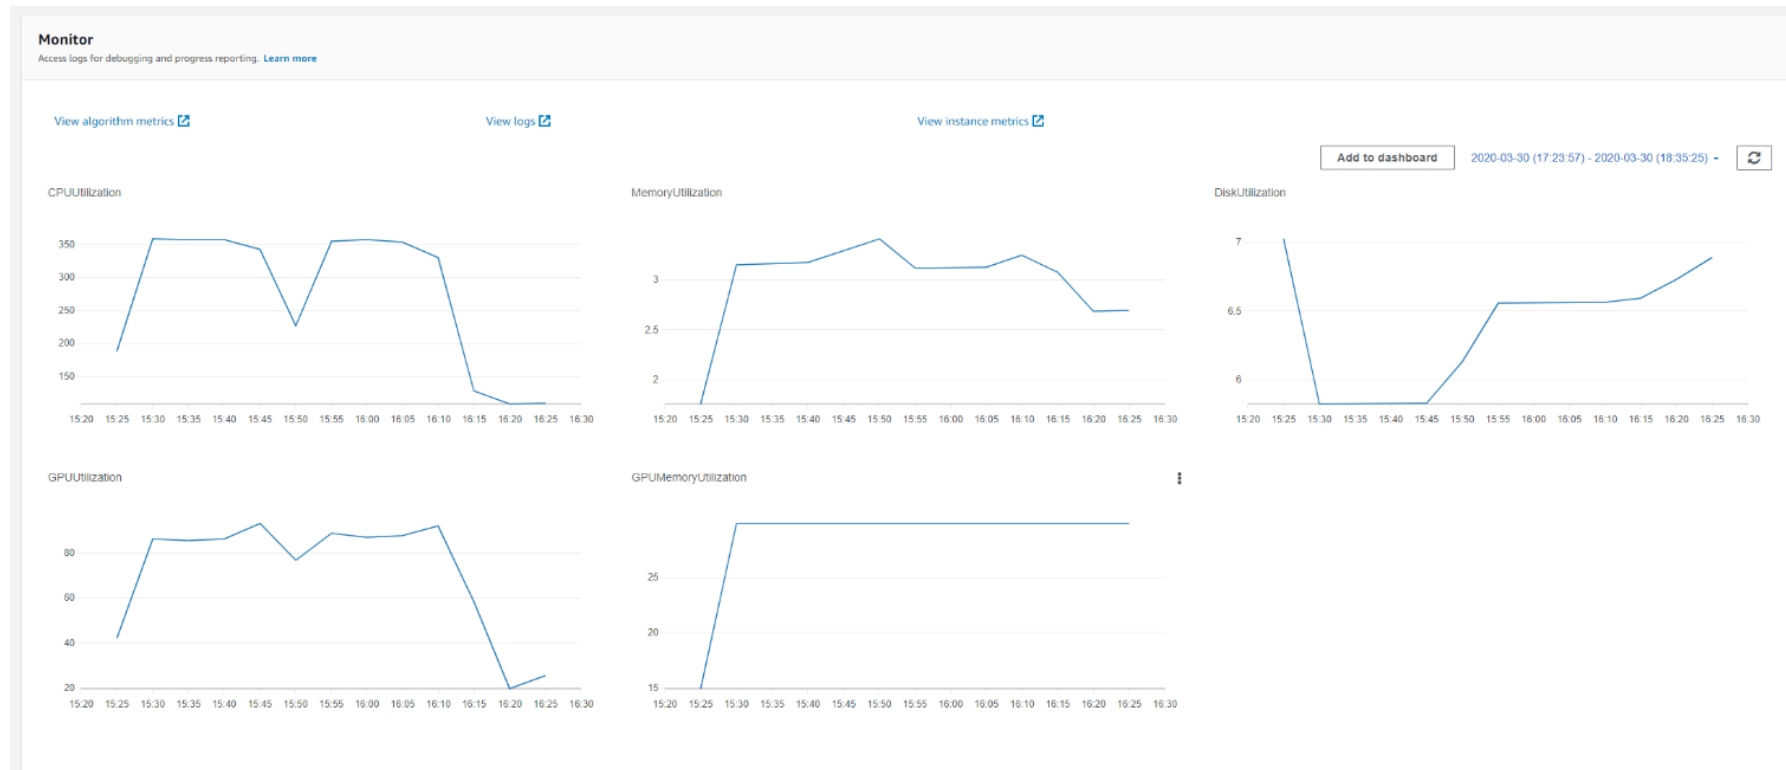 Monitor
Access logs for debugging and progress reporting. Learn more
View algorithm metrics
View logs
View instance metrics
Add to dashboard
2020-03-30 (17:23:57) - 2020-03-30 (18:35:25)
CPUUtilization
350
300
250
200
150
15:20 15:25 15:30 15:35 15:40 15:45 15:50 15:55 16:00 16:05 16:10 16:15 16:20 16:25 16:30
MemoryUtilization
3
2.5
2
15:20 15:25 15:30 15:35 15:40 15:45 15:50 15:55 16:00 16:05 16:10 16:15 16:20 16:25 16:30
DiskUtilization
7
6.5
6
15:20 15:25 15:30 15:35 15:40 15:45 15:50 15:55 16:00 16:05 16:10 16:15 16:20 16:25 16:30
GPUUtilization
80
60
40
20
15:20 15:25 15:30 15:35 15:40 15:45 15:50 15:55 16:00 16:05 16:10 16:15 16:20 16:25 16:30
GPUMemoryUtilization
25
20
15
15:20 15:25 15:30 15:35 15:40 15:45 15:50 15:55 16:00 16:05 16:10 16:15 16:20 16:25 16:30